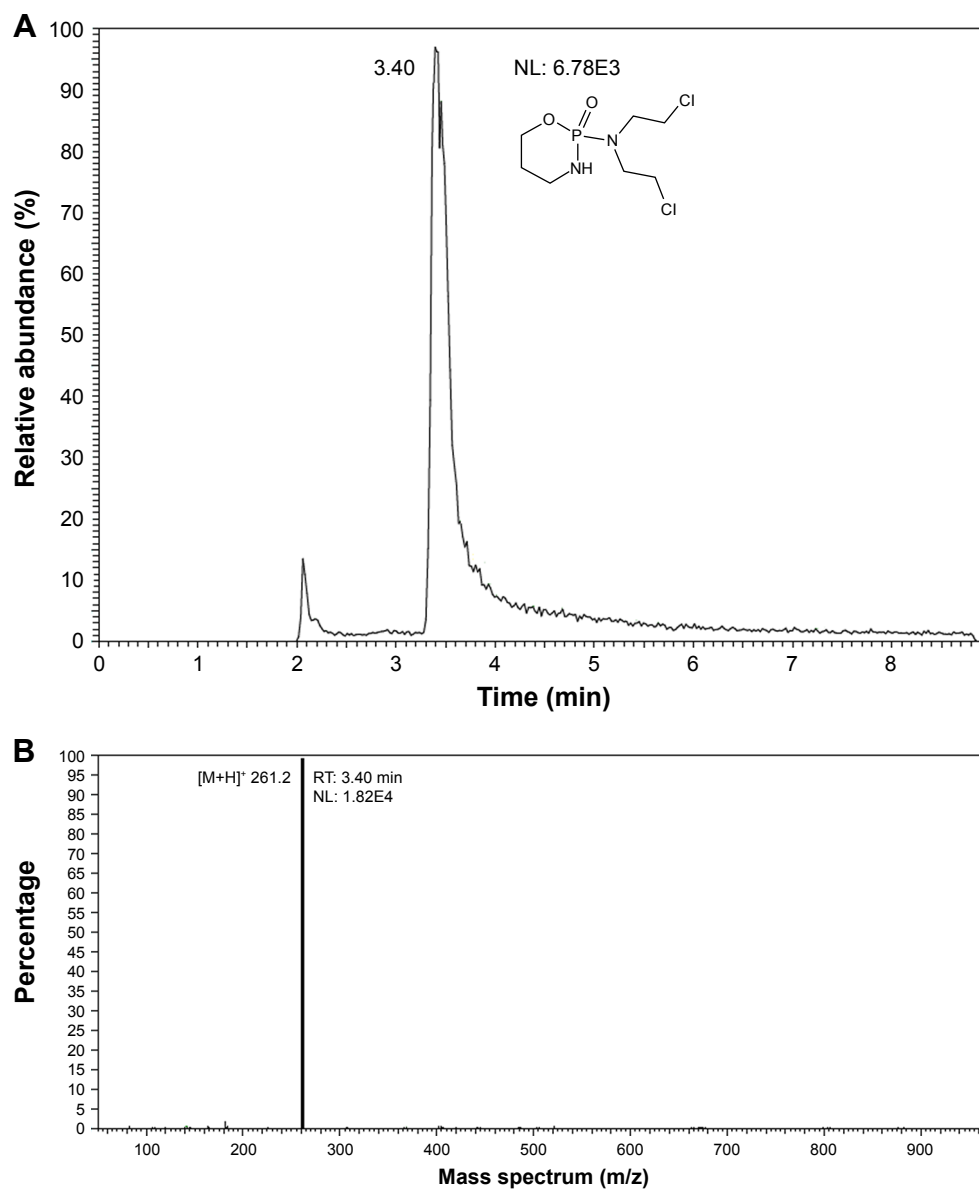 A
100
90
80
70
60
50
40
30
20
10
0
Relative abundance (%)
3.40
NL: 6.78E3
O
O
P
N
NH
Cl
Cl
0 1 2 3 4 5 6 7 8
Time (min)
B
100
95
90
85
80
75
70
65
60
55
50
45
40
35
30
25
20
15
10
5
0
Percentage
[M+H]+ 261.2
RT: 3.40 min
NL: 1.82E4
100 200 300 400 500 600 700 800 900
Mass spectrum (m/z)